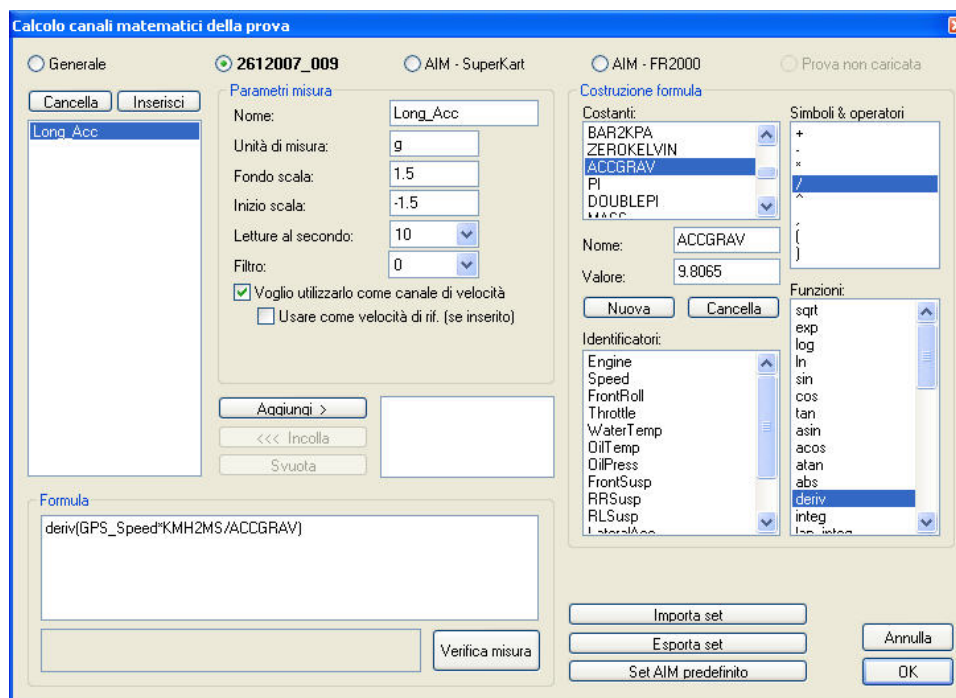 Calcolo canali matematici della prova
Generale
2612007_009
AIM - SuperKart
AIM - FR2000
Prova non caricata
Cancella
Inserisci
Long_Acc
Parametri misura
Nome:
Long_Acc
Unità di misura:
g
Fondo scala:
1.5
Inizio scala:
-1.5
Letture al secondo:
10
Filtro:
0
Voglio utilizzarlo come canale di velocità
Usare come velocità di rif. (se inserito)
Aggiungi >
<<< Incolla
Svuota
Formula
deriv(GPS_Speed*KMH2MS/ACCGRAV)
Verifica misura
Costruzione formula
Costanti:
BAR2KPA
ZEROKELVIN
ACCGRAV
PI
DOUBLEPI
MASS
Nome:
ACCGRAV
Valore:
9.8065
Nuova
Cancella
Identificatori:
Engine
Speed
FrontRoll
Throttle
WaterTemp
OilTemp
OilPress
FrontSusp
RRSusp
RLSusp
LateralAcc
Simboli & operatori
+
-
*
/
^
,
(
)
Funzioni:
sqrt
exp
log
ln
sin
cos
tan
asin
acos
atan
abs
deriv
integ
lap_integ
Importa set
Esporta set
Set AIM predefinito
Annulla
OK